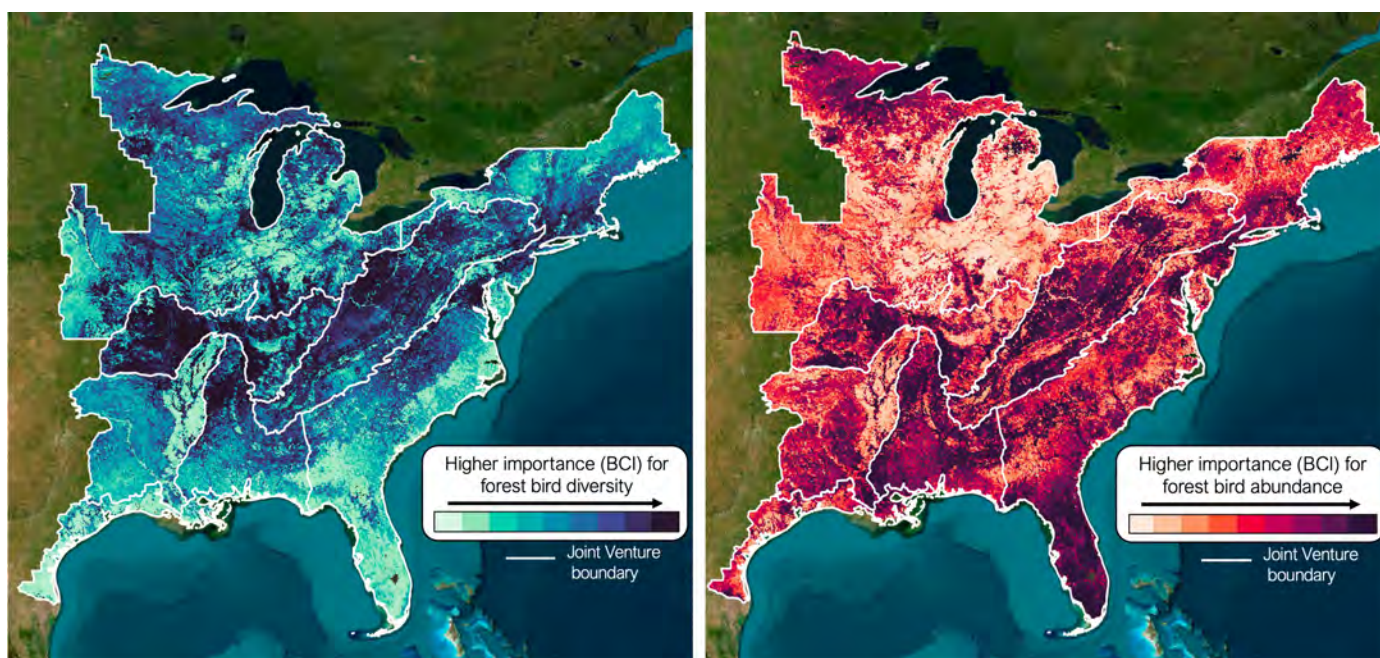 Higher importance (BCI) for
forest bird diversity
Joint Venture
boundary
Higher importance (BCI) for
forest bird abundance
Joint Venture
boundary